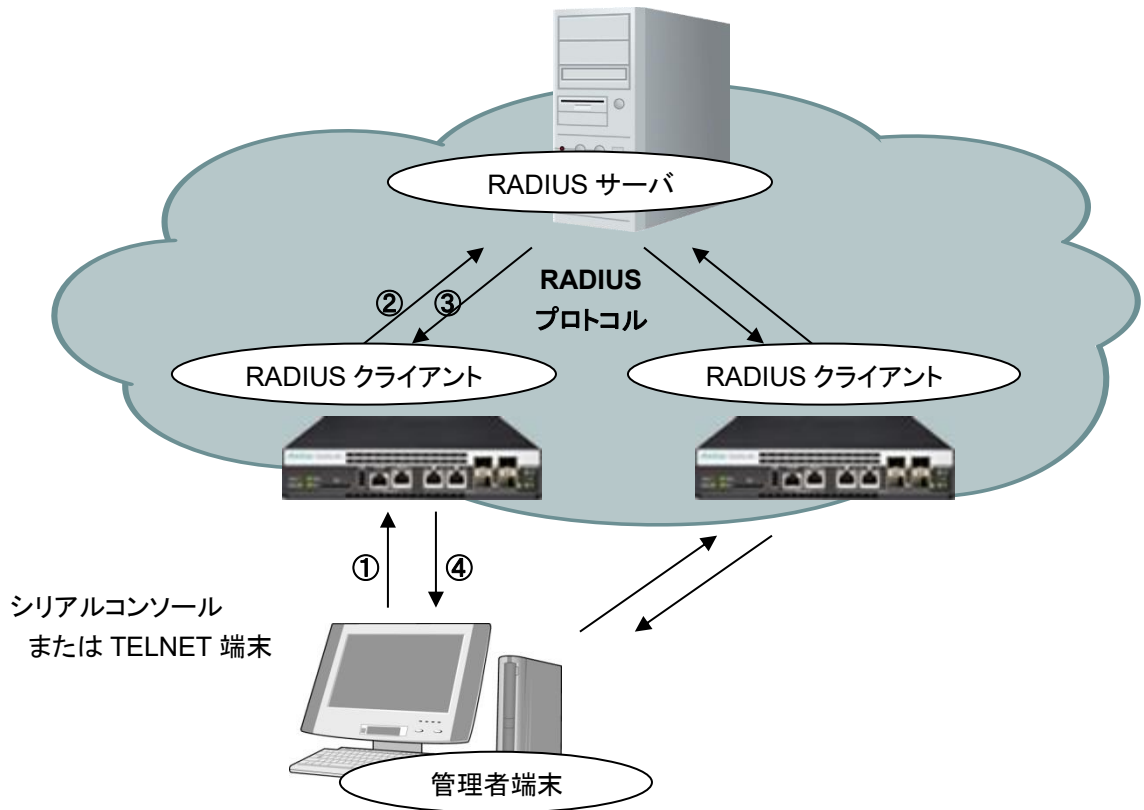 RADIUS サーバ
RADIUS
プロトコル
②
③
RADIUS クライアント
RADIUS クライアント
①
④
シリアルコンソール
または TELNET 端末
管理者端末